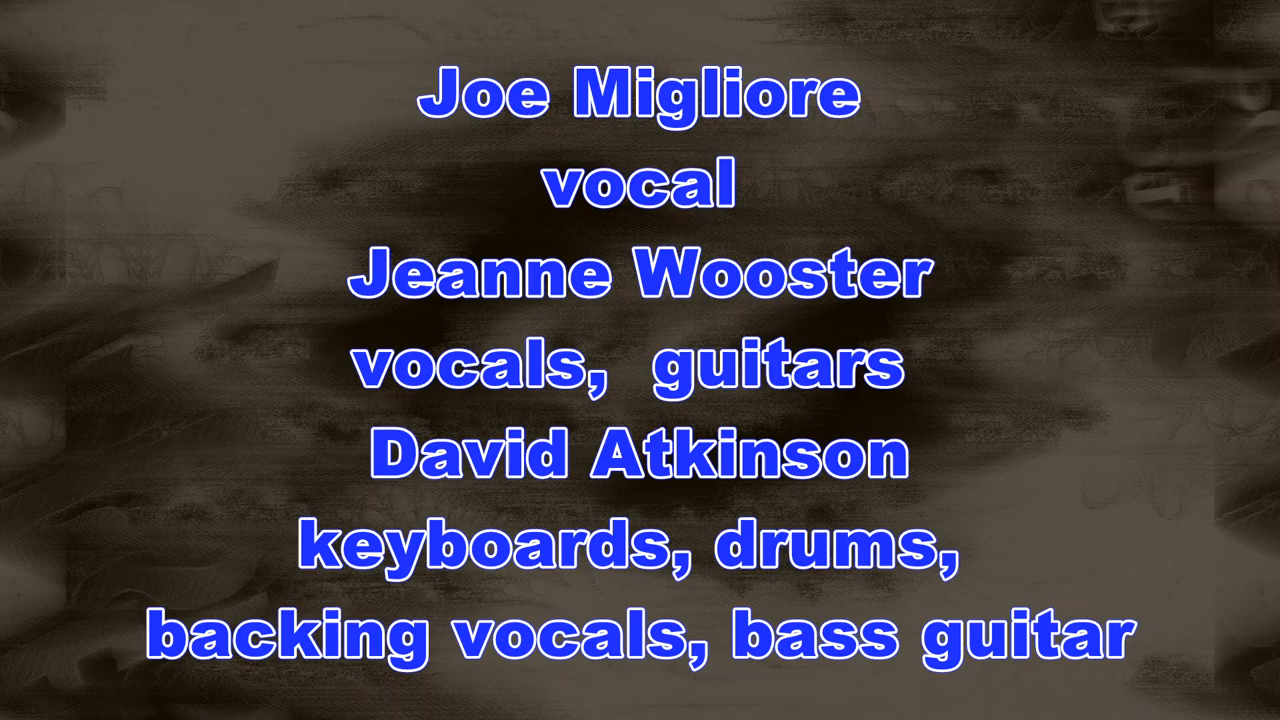 Joe Migliore
vocal
Jeanne Wooster
vocals, guitars
David Atkinson
keyboards, drums,
backing vocals, bass guitar